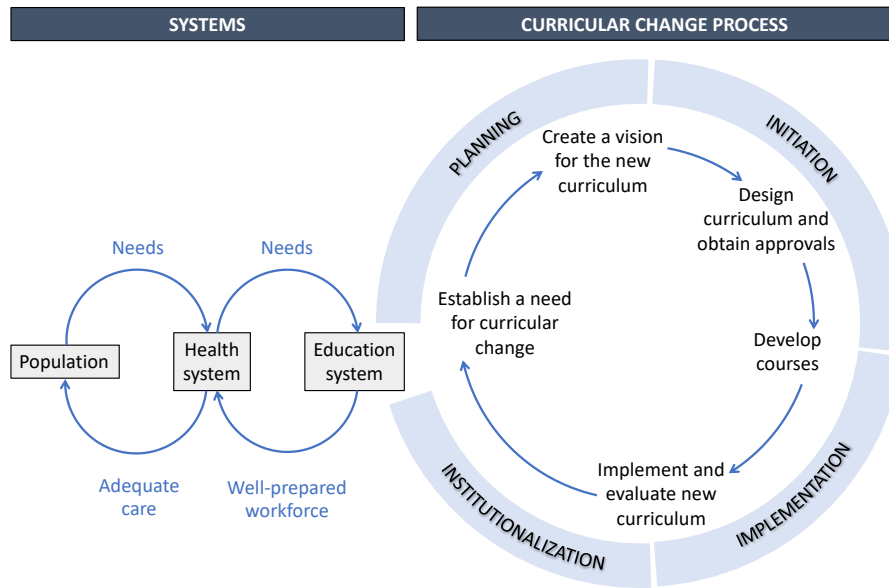 SYSTEMS
CURRICULAR CHANGE PROCESS
PLANNING
INITIATION
Create a vision
for the new
curriculum
Design
curriculum and
obtain approvals
Needs
Needs
Establish a need
for curricular
change
Population
Health
system
Education
system
Develop
courses
Adequate
care
Well-prepared
workforce
Implement and
evaluate new
curriculum
INSTITUTIONALIZATION
IMPLEMENTATION